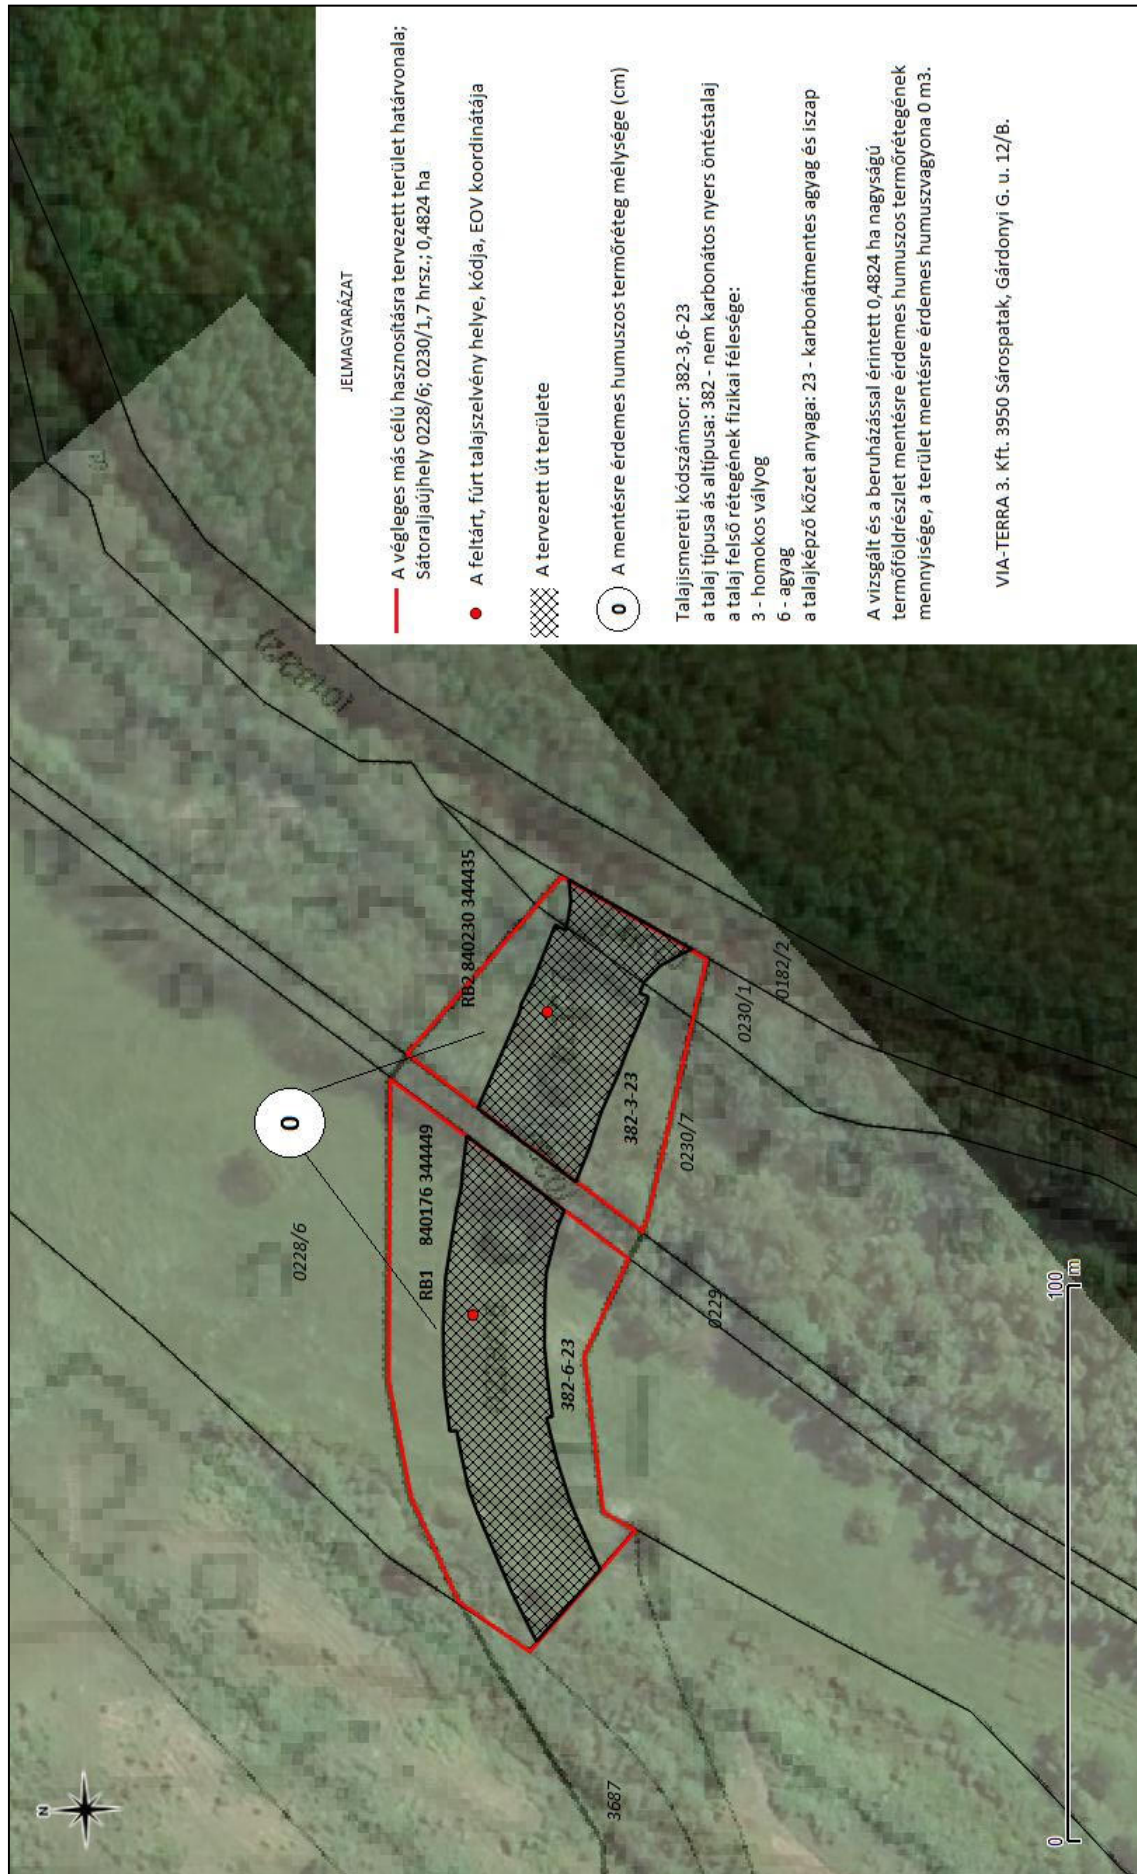 N
3687
0228/6
0
RB1 840176 344449
RB2 840230 344435
382-6-23
382-3-23
0229
0230/7
0230/1
0182/2
(0182/2)
0
100
m
JELMAGYARÁZAT
A végleges más célú hasznosításra tervezett terület határvonala;
Sátoraljaújhely 0228/6; 0230/1,7 hrsz.; 0,4824 ha
A feltárt, fúrt talajszelvény helye, kódja, EOV koordinátája
A tervezett út területe
0 A mentésre érdemes humuszos termőréteg mélysége (cm)
Talajismereti kódszámsor: 382-3,6-23
a talaj típusa ás altípusa: 382 - nem karbonátos nyers öntéstalaj
a talaj felső rétegének fizikai félesége:
3 - homokos vályog
6 - agyag
a talajképző kőzet anyaga: 23 - karbonátmentes agyag és iszap
A vizsgált és a beruházással érintett 0,4824 ha nagyságú
termőföldrészlet mentésre érdemes humuszos termőrétegének
mennyisége, a terület mentésre érdemes humuszvagyona 0 m3.
VIA-TERRA 3. Kft. 3950 Sárospatak, Gárdonyi G. u. 12/B.